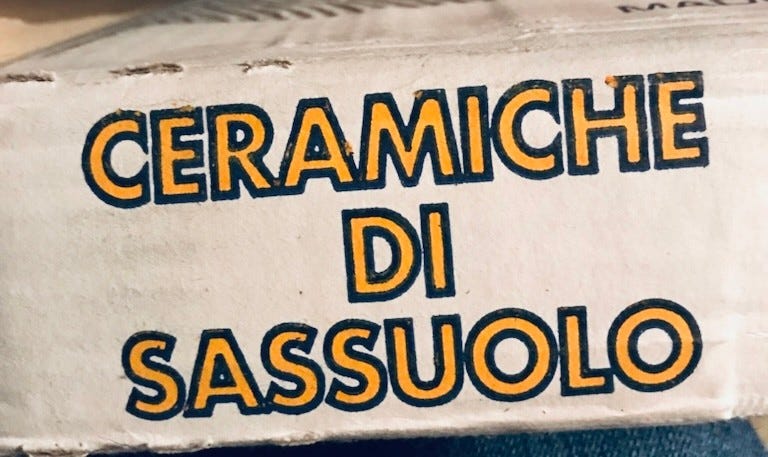 CERAMICHE
DI
SASSUOLO